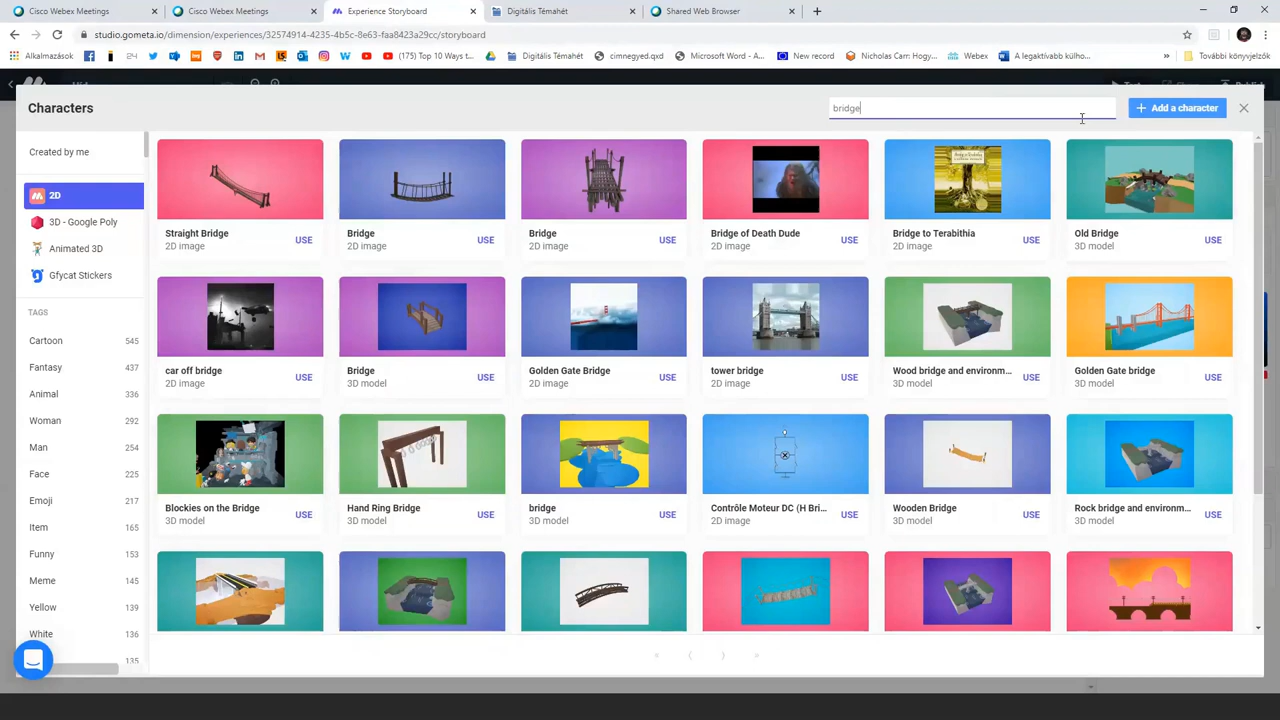 Cisco Webex Meetings
Cisco Webex Meetings
Experience Storyboard
Digitális Témahét
Shared Web Browser
studio.gometa.io/dimension/experiences/32574914-4235-4b5c-8e63-faa8423a29cc/storyboard
Alkalmazások
24
(175) Top 10 Ways t...
Digitális Témahét
cimnegyed.qxd
Microsoft Word - A...
New record
Nicholas Carr: Hogy...
Webex
A legaktívabb külho...
»
További könyvjelzők
Characters
bridge
+ Add a character
Created by me
2D
3D - Google Poly
Animated 3D
Gfycat Stickers
TAGS
Cartoon 545
Fantasy 437
Animal 336
Woman 292
Man 254
Face 225
Emoji 217
Item 165
Funny 153
Meme 145
Yellow 139
White 136
135
Straight Bridge
2D image USE
Bridge
2D image USE
Bridge
2D image USE
Bridge of Death Dude
2D image USE
Bridge to Terabithia
2D image USE
Old Bridge
3D model USE
car off bridge
2D image USE
Bridge
3D model USE
Golden Gate Bridge
2D image USE
tower bridge
2D image USE
Wood bridge and environm...
3D model USE
Golden Gate bridge
3D model USE
Blockies on the Bridge
3D model USE
Hand Ring Bridge
3D model USE
bridge
3D model USE
Contrôle Moteur DC (H Bri...
2D image USE
Wooden Bridge
3D model USE
Rock bridge and environm...
3D model USE
« ‹ › »